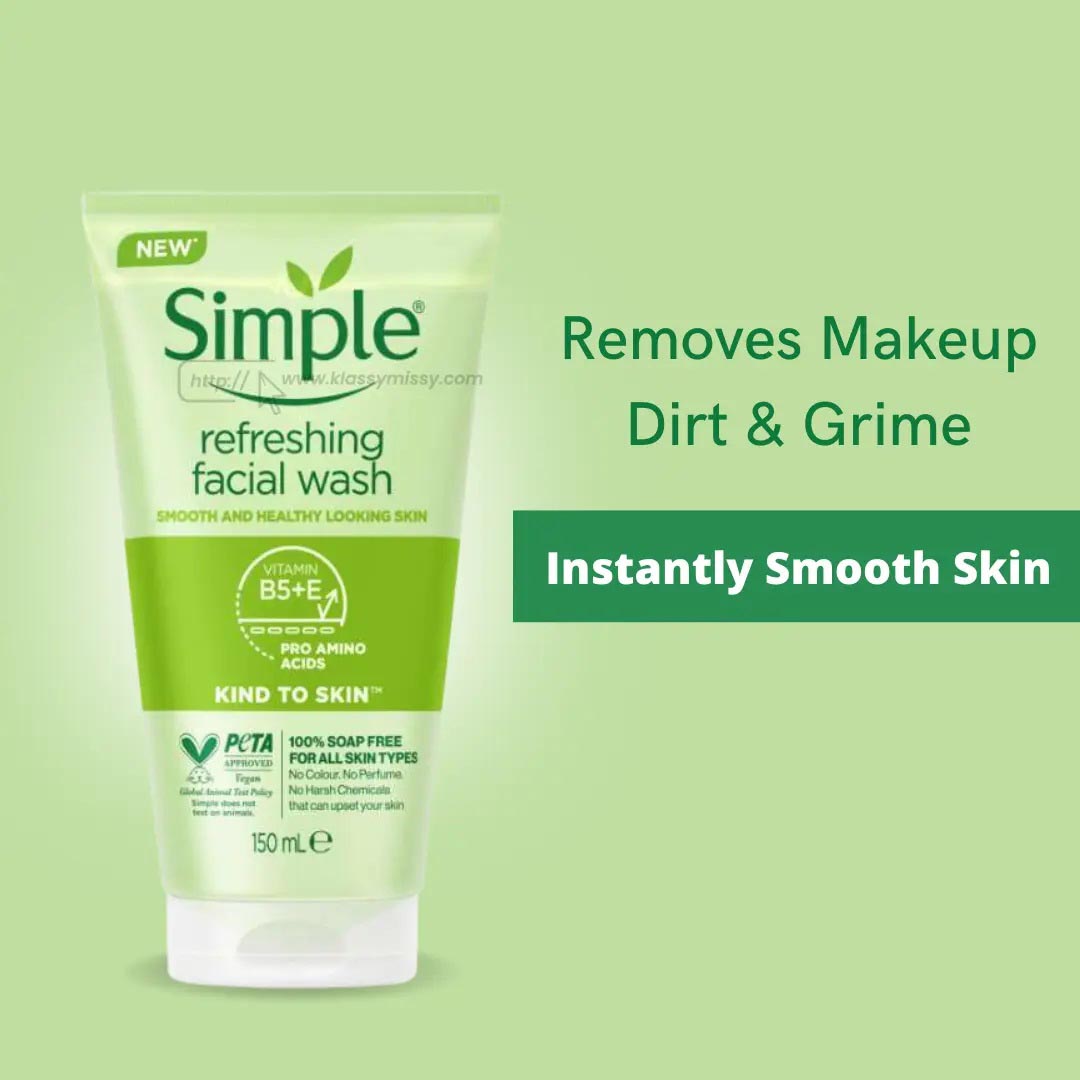 NEW*
Simple®
http:// www.klassymissy.com
refreshing
facial wash
SMOOTH AND HEALTHY LOOKING SKIN
VITAMIN
B5+E
PRO AMINO
ACIDS
KIND TO SKIN™
PETA
APPROVED
Vegan
Global Animal Test Policy
Simple does not
test on animals.
100% SOAP FREE
FOR ALL SKIN TYPES
No Colour. No Perfume.
No Harsh Chemicals
that can upset your skin
150 mL ℮
Removes Makeup
Dirt & Grime
Instantly Smooth Skin